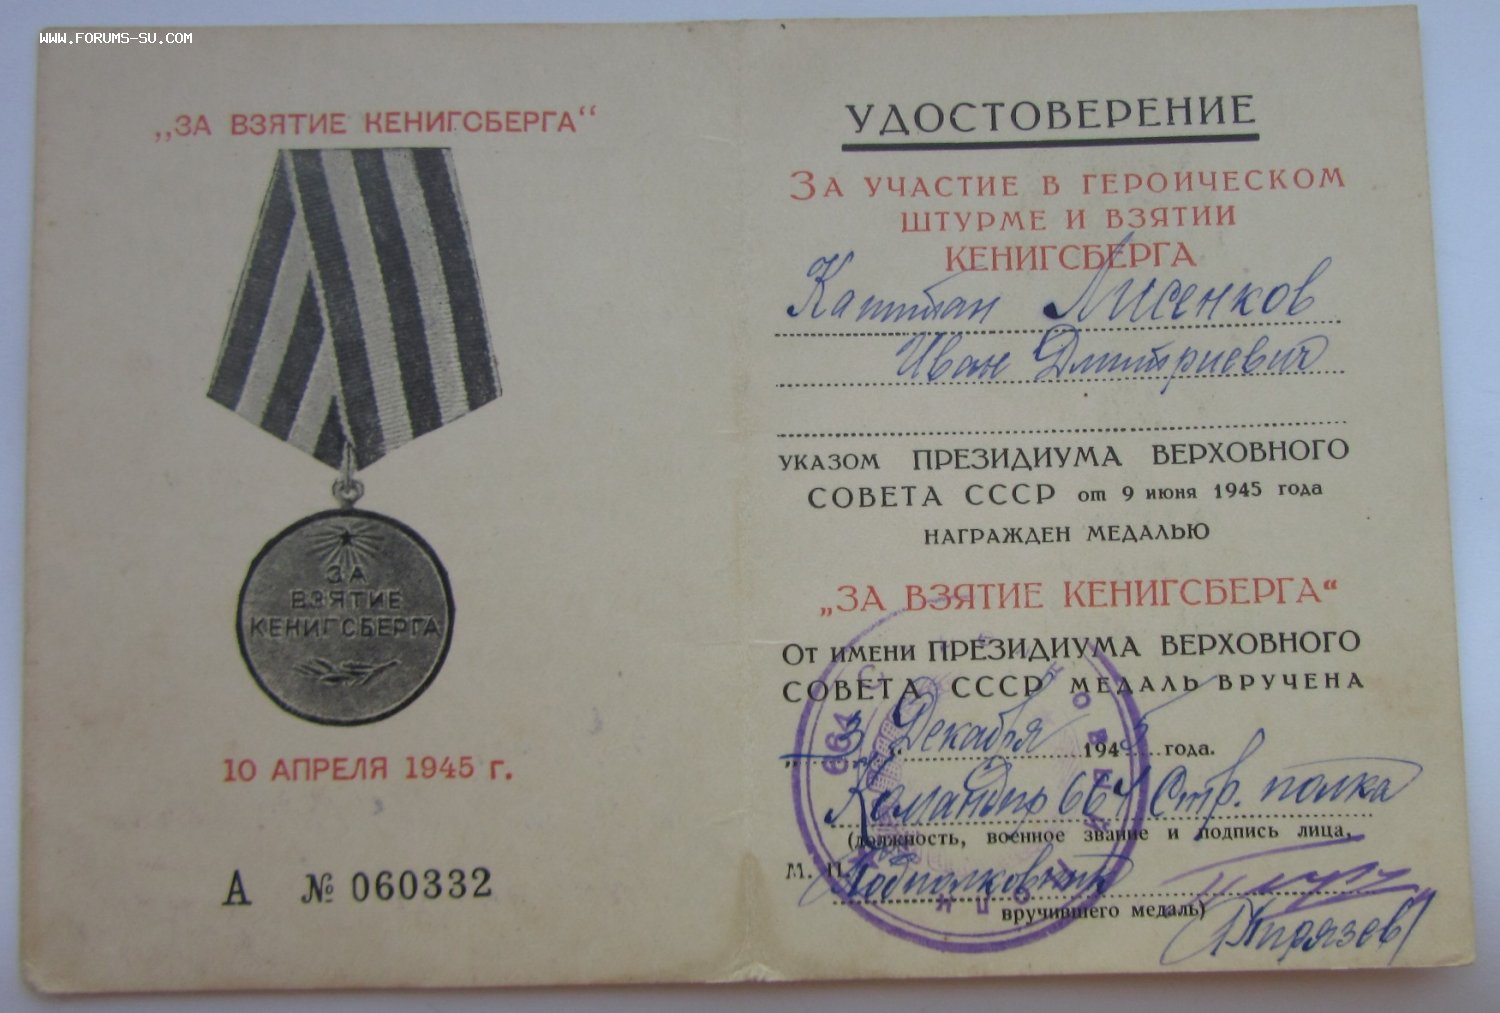 WWW.FORUMS-SU.COM
„ЗА ВЗЯТИЕ КЕНИГСБЕРГА“
ЗА
ВЗЯТИЕ
КЕНИГСБЕРГА
10 АПРЕЛЯ 1945 г.
А № 060332
УДОСТОВЕРЕНИЕ
ЗА УЧАСТИЕ В ГЕРОИЧЕСКОМ
ШТУРМЕ И ВЗЯТИИ
КЕНИГСБЕРГА
Капитан Лысенков
Иван Дмитриевич
УКАЗОМ ПРЕЗИДИУМА ВЕРХОВНОГО
СОВЕТА СССР от 9 июня 1945 года
НАГРАЖДЕН МЕДАЛЬЮ
„ЗА ВЗЯТИЕ КЕНИГСБЕРГА“
ОТ ИМЕНИ ПРЕЗИДИУМА ВЕРХОВНОГО
СОВЕТА СССР МЕДАЛЬ ВРУЧЕНА
„3“ Декабря 1945 года.
Командир 664 Стр. полка
(должность, военное звание и подпись лица,
М. П. Подполковник
вручившего медаль)